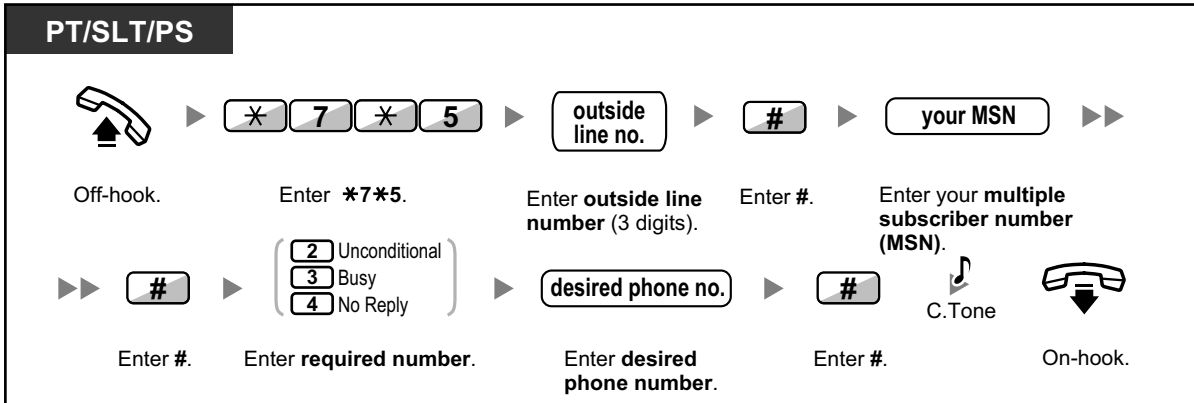 PT/SLT/PS
✳ 7 ✳ 5
outside
line no.
#
your MSN
Off-hook.
Enter ✳7✳5.
Enter outside line
number (3 digits).
Enter #.
Enter your multiple
subscriber number
(MSN).
#
2 Unconditional
3 Busy
4 No Reply
desired phone no.
#
C.Tone
Enter #.
Enter required number.
Enter desired
phone number.
Enter #.
On-hook.